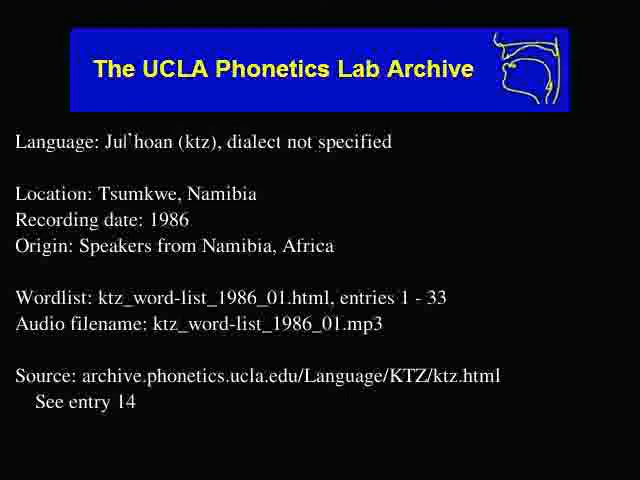 The UCLA Phonetics Lab Archive
Language: Ju|'hoan (ktz), dialect not specified
Location: Tsumkwe, Namibia
Recording date: 1986
Origin: Speakers from Namibia, Africa
Wordlist: ktz_word-list_1986_01.html, entries 1 - 33
Audio filename: ktz_word-list_1986_01.mp3
Source: archive.phonetics.ucla.edu/Language/KTZ/ktz.html
See entry 14